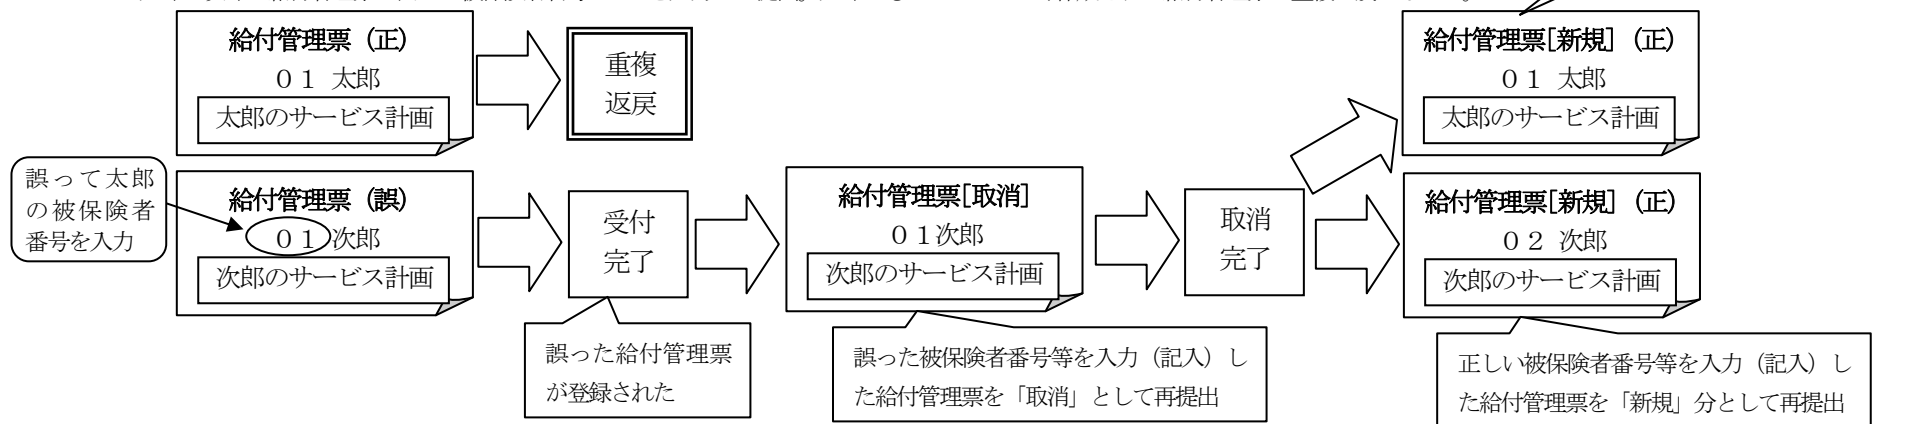 給付管理票（正）
０１ 太郎
太郎のサービス計画
重複
返戻
給付管理票[新規]（正）
０１ 太郎
太郎のサービス計画
誤って太郎
の被保険者
番号を入力
給付管理票（誤）
０１次郎
次郎のサービス計画
受付
完了
給付管理票[取消]
０１次郎
次郎のサービス計画
取消
完了
給付管理票[新規]（正）
０２ 次郎
次郎のサービス計画
誤った給付管理票
が登録された
誤った被保険者番号等を入力（記入）し
た給付管理票を「取消」として再提出
正しい被保険者番号等を入力（記入）し
た給付管理票を「新規」分として再提出